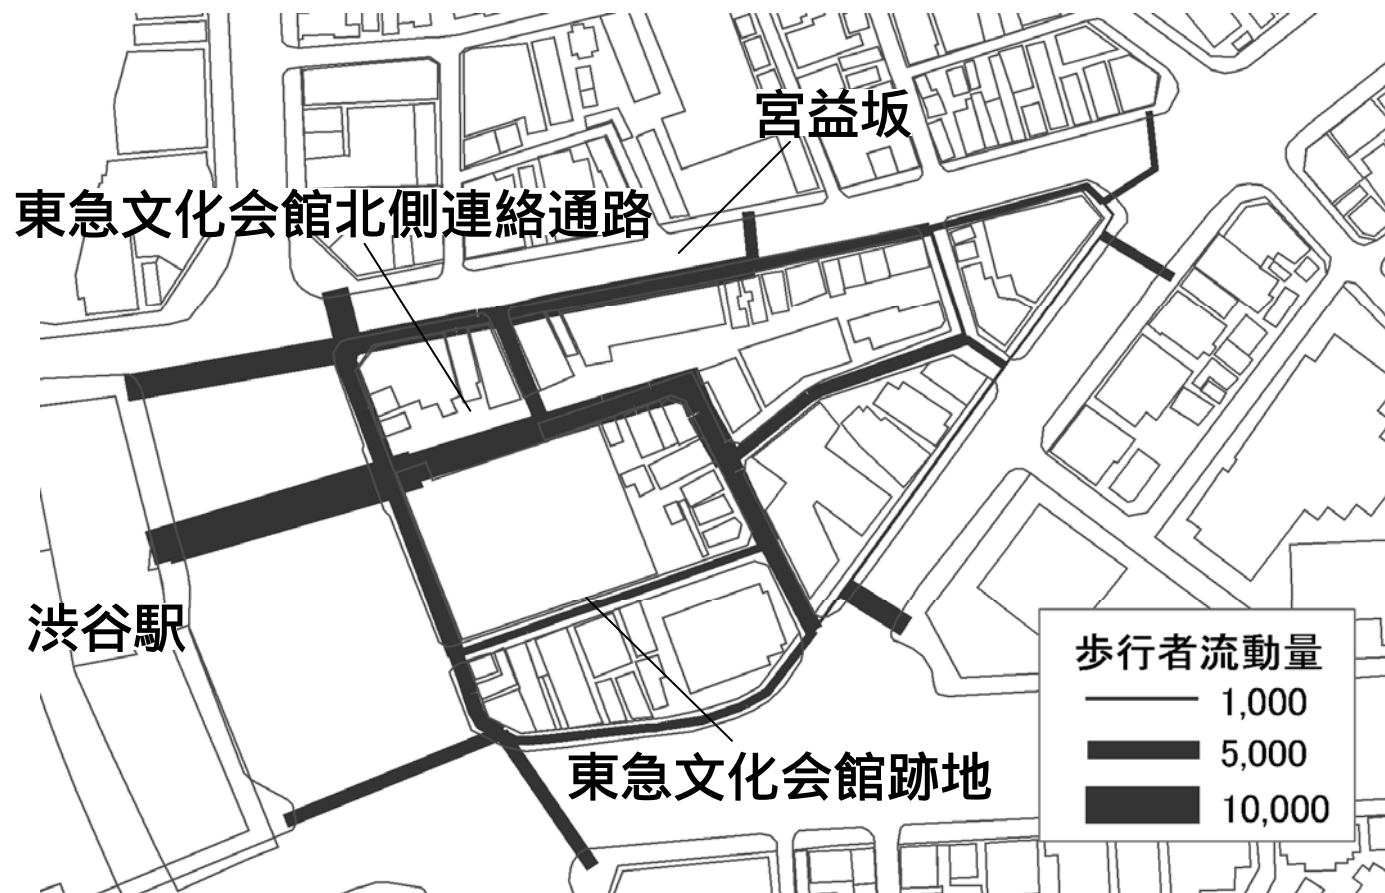 宮益坂
東急文化会館北側連絡通路
渋谷駅
東急文化会館跡地
歩行者流動量
1,000
5,000
10,000